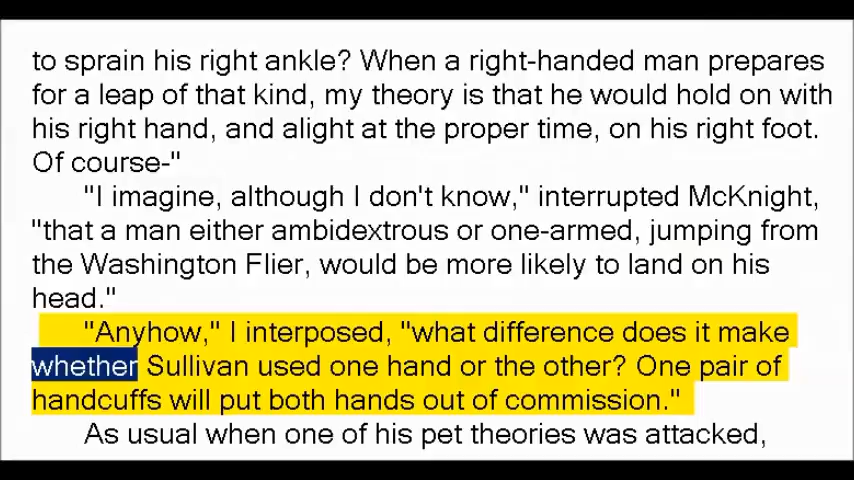 to sprain his right ankle? When a right-handed man prepares
for a leap of that kind, my theory is that he would hold on with
his right hand, and alight at the proper time, on his right foot.
Of course-"
"I imagine, although I don't know," interrupted McKnight,
"that a man either ambidextrous or one-armed, jumping from
the Washington Flier, would be more likely to land on his
head."
"Anyhow," I interposed, "what difference does it make
whether Sullivan used one hand or the other? One pair of
handcuffs will put both hands out of commission."
As usual when one of his pet theories was attacked,